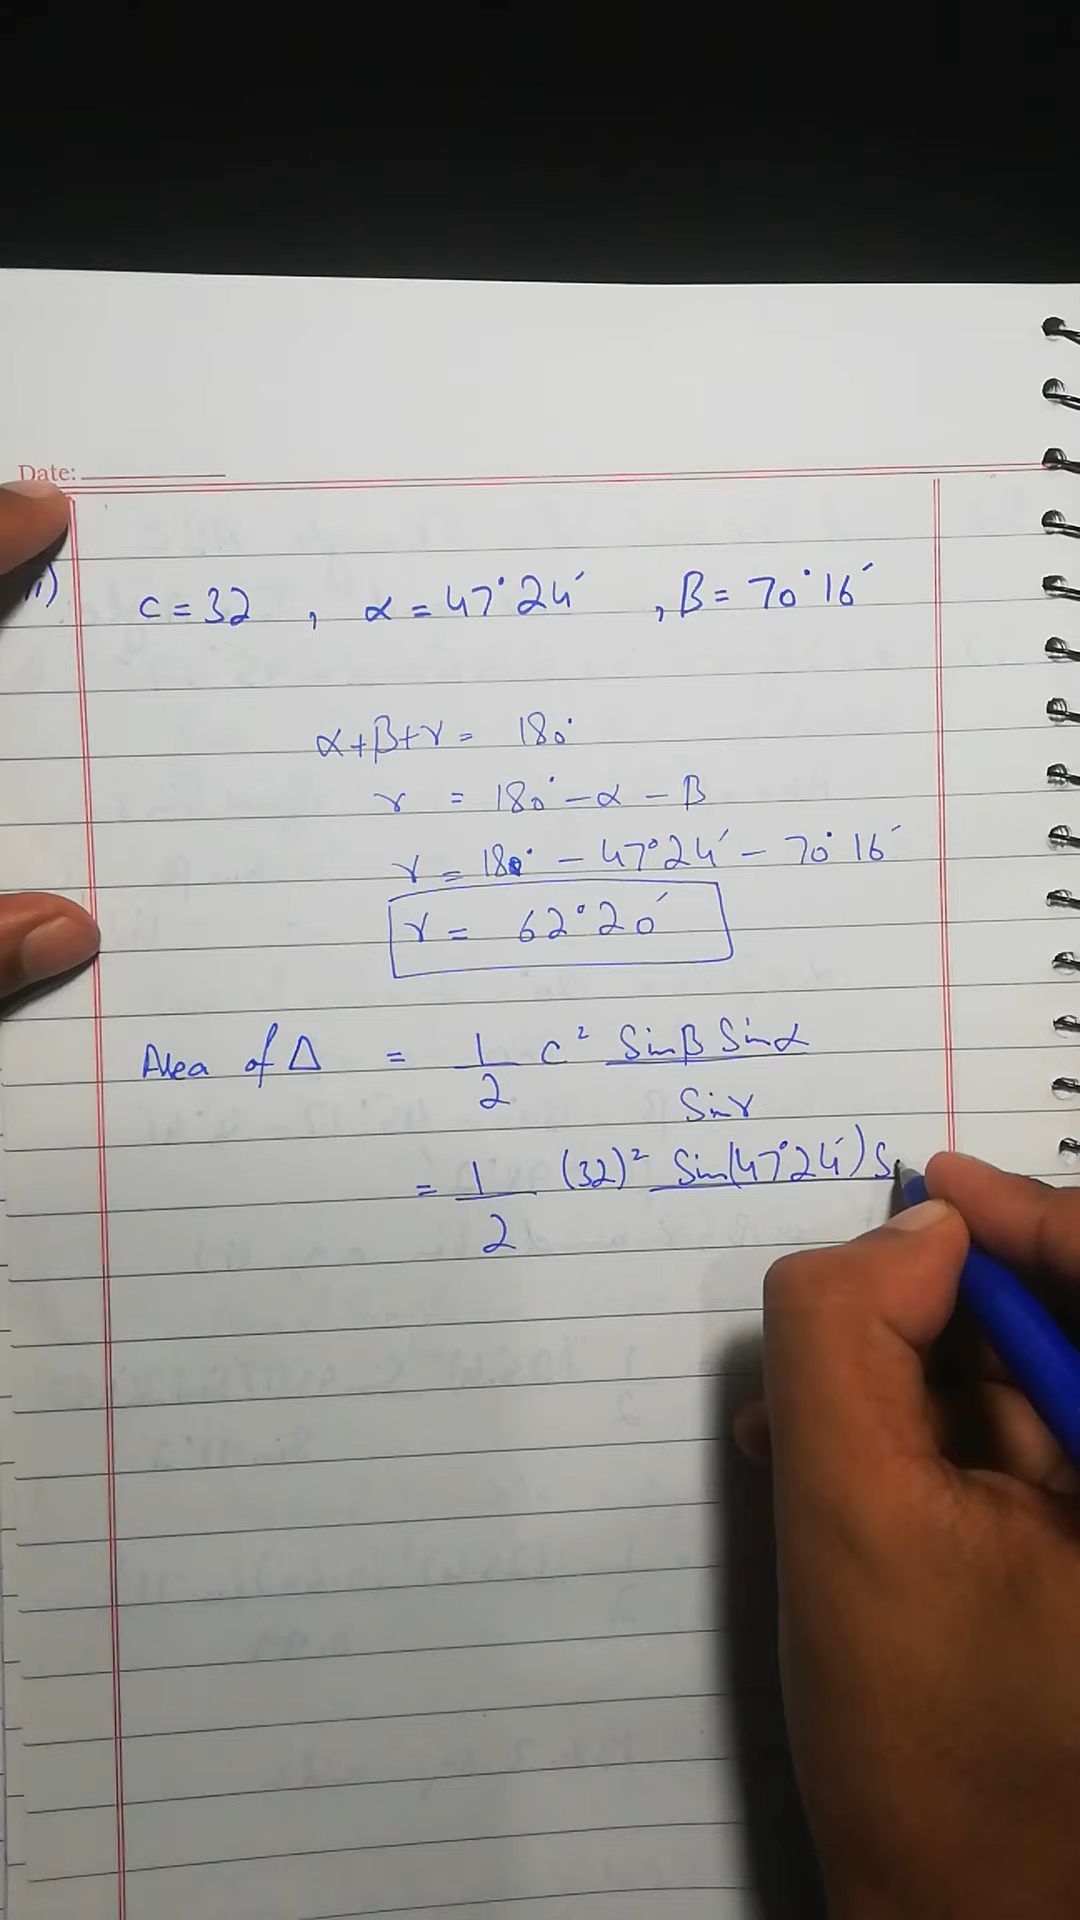 Date:
ii) c = 32 , α = 47°24′ , β = 70°16′
α+β+γ = 180°
γ = 180° − α − β
γ = 180° − 47°24′ − 70°16′
γ = 62°20′
Area of Δ = 1/2 c² Sinβ Sinα / Sinγ
= 1/2 (32)² Sin(47°24′) S